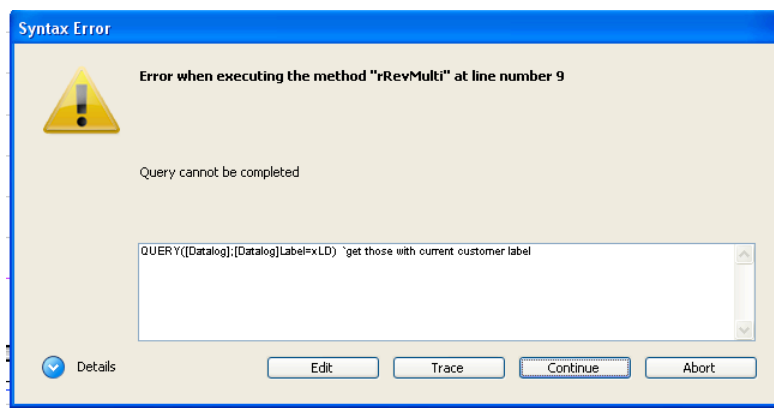 Syntax Error
Error when executing the method "rRevMulti" at line number 9
Query cannot be completed
QUERY([Datalog];[Datalog]Label=xLD) `get those with current customer label
Details
Edit
Trace
Continue
Abort